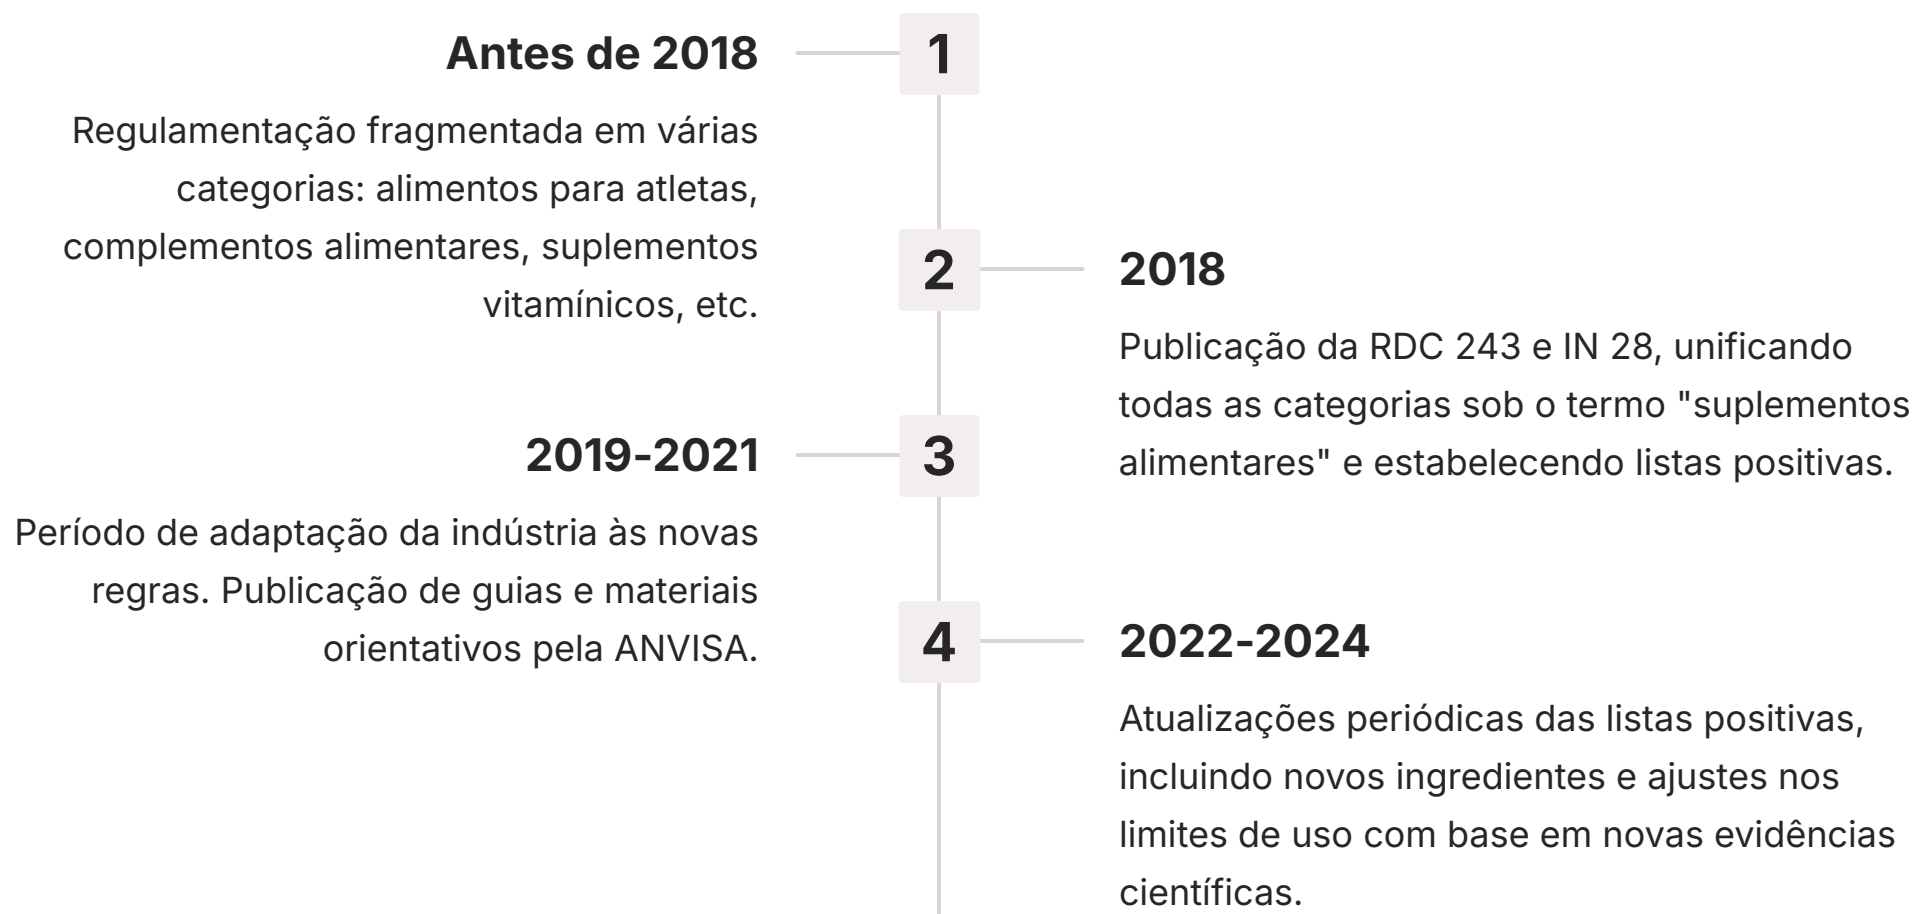 1
Antes de 2018
Regulamentação fragmentada em várias
categorias: alimentos para atletas,
complementos alimentares, suplementos
vitamínicos, etc.
2
2018
Publicação da RDC 243 e IN 28, unificando
todas as categorias sob o termo "suplementos
alimentares" e estabelecendo listas positivas.
3
2019-2021
Período de adaptação da indústria às novas
regras. Publicação de guias e materiais
orientativos pela ANVISA.
4
2022-2024
Atualizações periódicas das listas positivas,
incluindo novos ingredientes e ajustes nos
limites de uso com base em novas evidências
científicas.